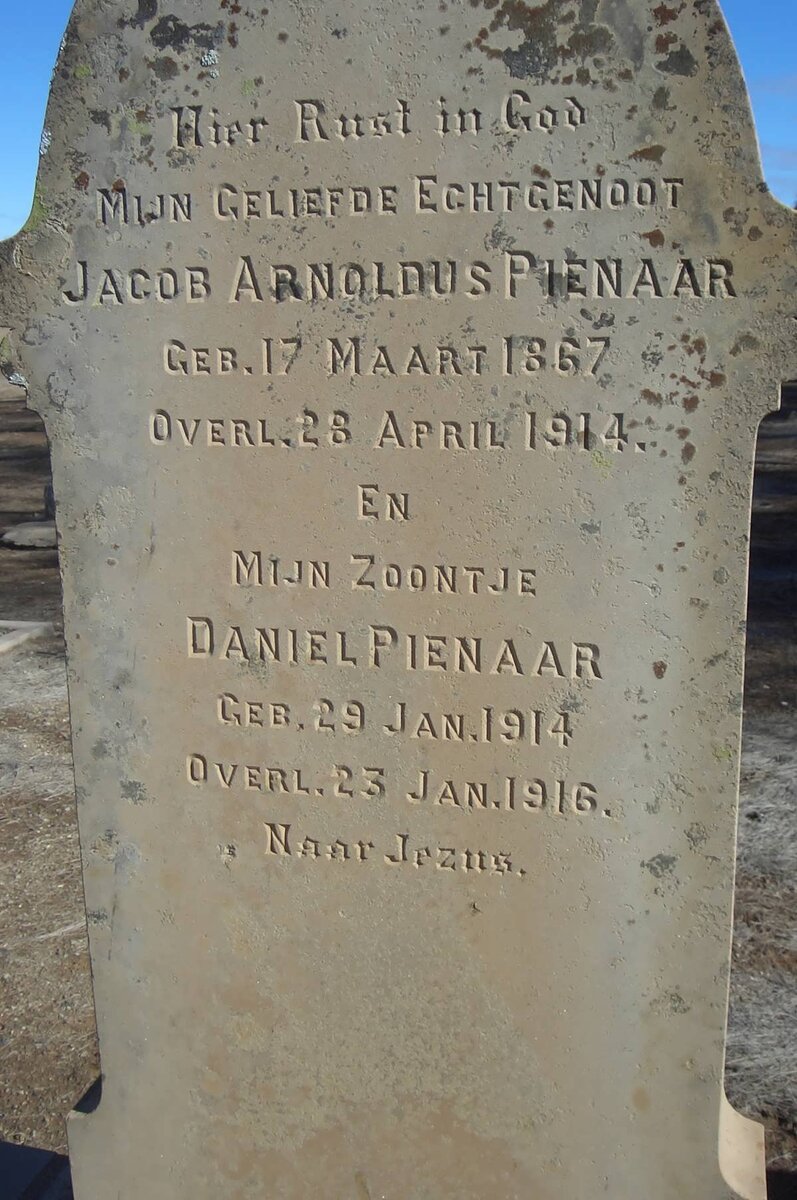 Hier Rust in God
MIJN GELIEFDE ECHTGENOOT
JACOB ARNOLDUS PIENAAR
GEB. 17 MAART 1867
OVERL. 28 APRIL 1914.
EN
MIJN ZOONTJE
DANIEL PIENAAR
GEB. 29 JAN. 1914
OVERL. 23 JAN. 1916.
Naar Jezus.